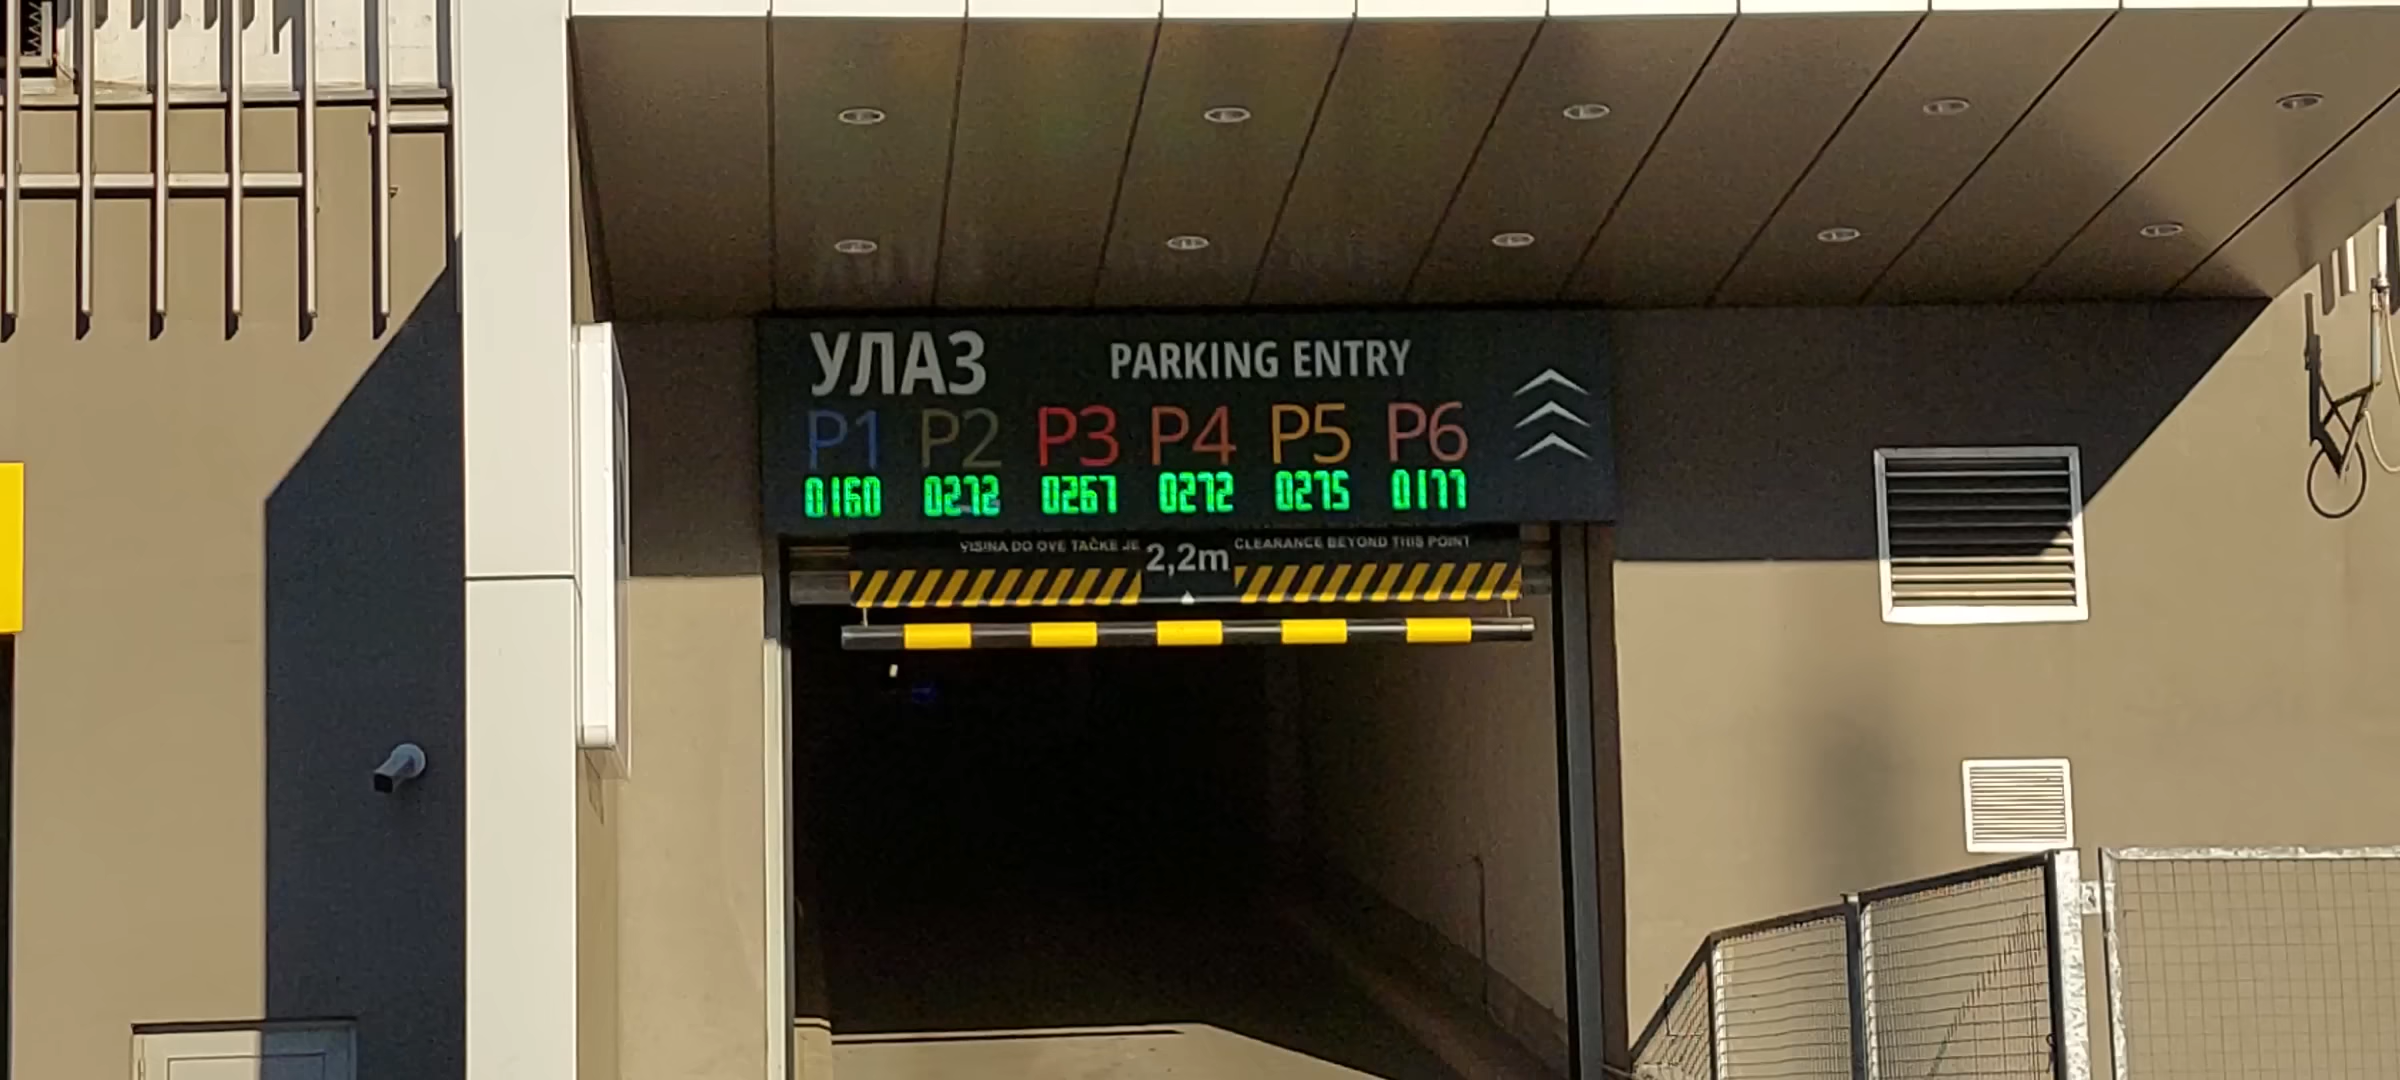 УЛАЗ PARKING ENTRY
P1 P2 P3 P4 P5 P6
0160 0272 0267 0272 0275 0177
VISINA DO OVE TAČKE JE 2,2m CLEARANCE BEYOND THIS POINT